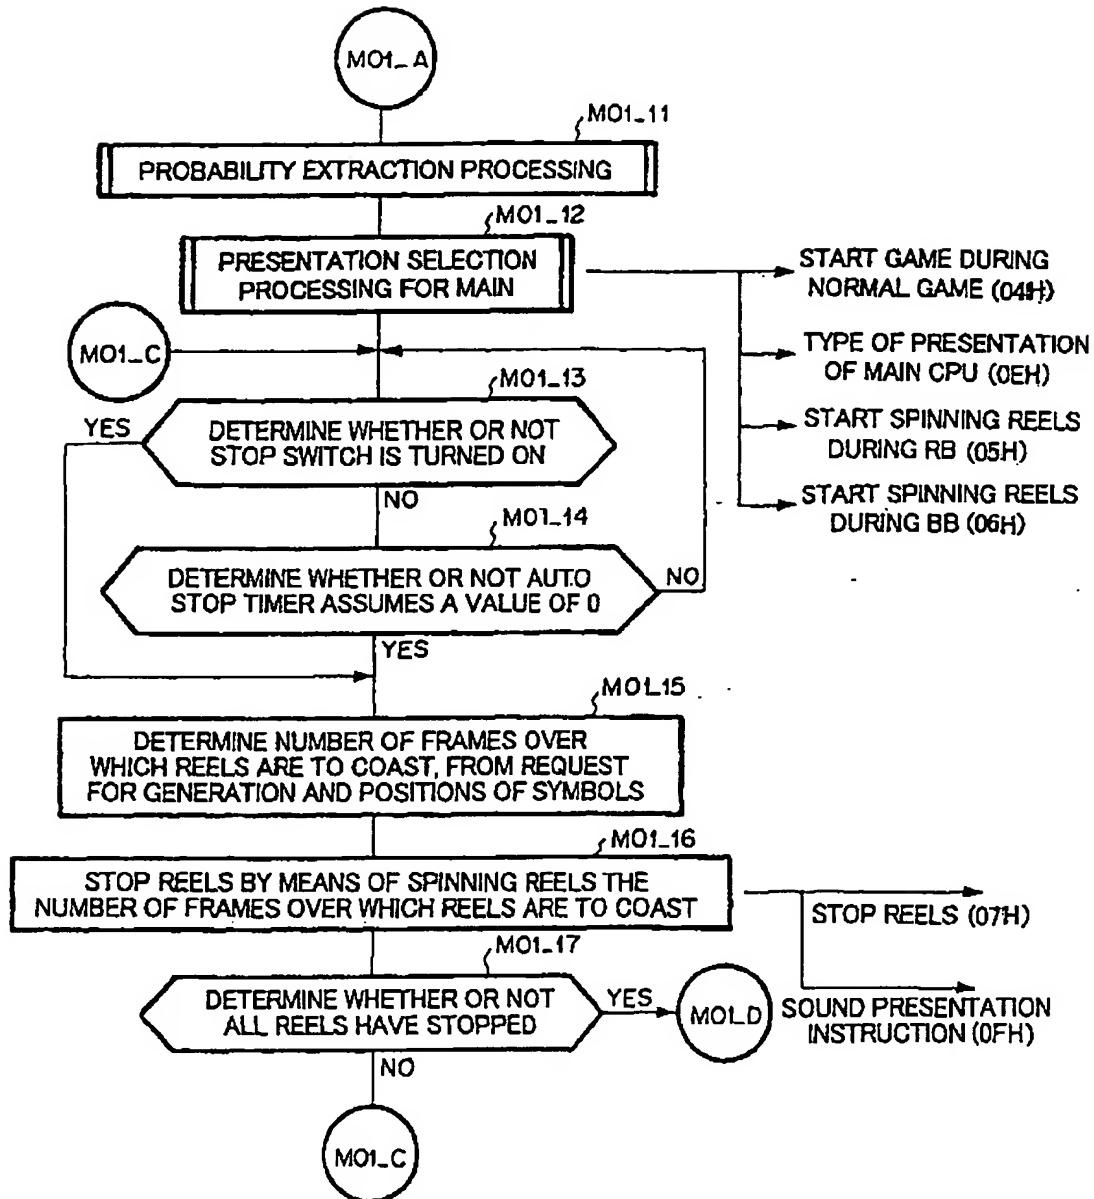 M01_A
M01_11
PROBABILITY EXTRACTION PROCESSING
M01_12
PRESENTATION SELECTION
PROCESSING FOR MAIN
START GAME DURING
NORMAL GAME (04H)
TYPE OF PRESENTATION
OF MAIN CPU (0EH)
START SPINNING REELS
DURING RB (05H)
START SPINNING REELS
DURING BB (06H)
M01_C
M01_13
YES
DETERMINE WHETHER OR NOT
STOP SWITCH IS TURNED ON
NO
M01_14
DETERMINE WHETHER OR NOT AUTO
STOP TIMER ASSUMES A VALUE OF 0
NO
YES
M01_15
DETERMINE NUMBER OF FRAMES OVER
WHICH REELS ARE TO COAST, FROM REQUEST
FOR GENERATION AND POSITIONS OF SYMBOLS
M01_16
STOP REELS BY MEANS OF SPINNING REELS THE
NUMBER OF FRAMES OVER WHICH REELS ARE TO COAST
STOP REELS (07H)
SOUND PRESENTATION
INSTRUCTION (0FH)
M01_17
DETERMINE WHETHER OR NOT
ALL REELS HAVE STOPPED
YES
M01_D
NO
M01_C